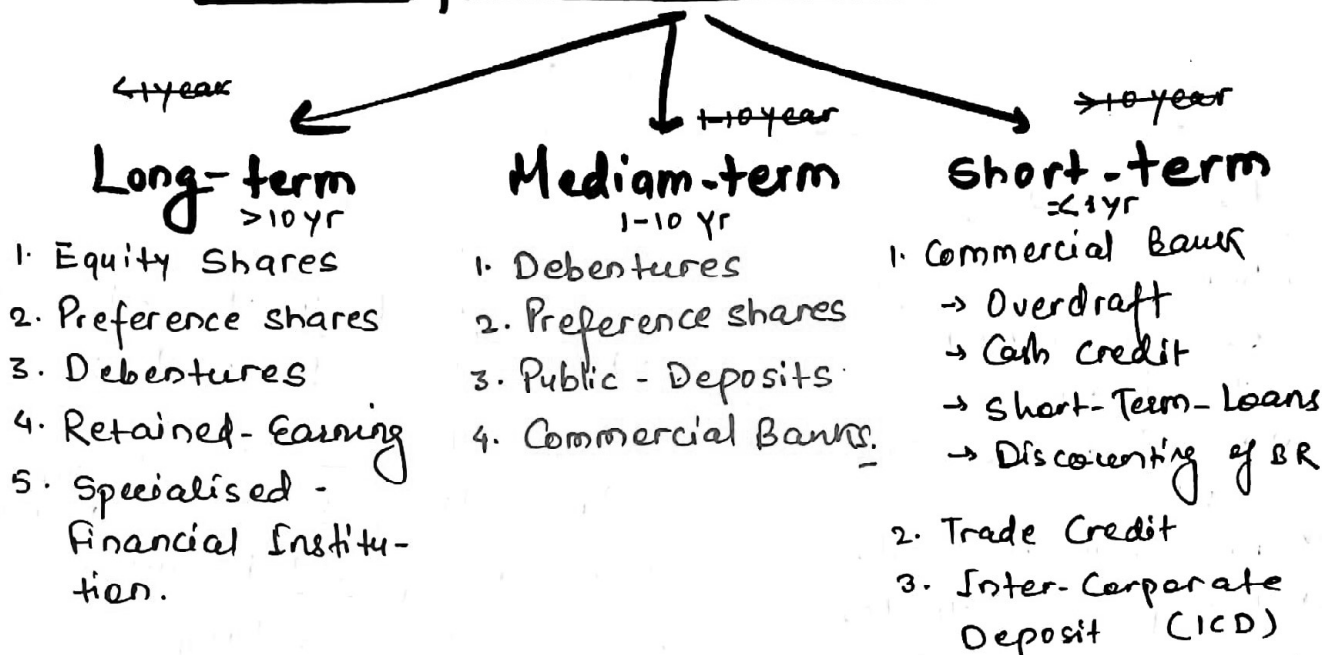 <1year
1-10year
>10year
Long-term
>10 yr
1. Equity Shares
2. Preference shares
3. Debentures
4. Retained-Earning
5. Specialised -
Financial Institu-
tion.
Mediam-term
1-10 Yr
1. Debentures
2. Preference shares
3. Public - Deposits
4. Commercial Banks.
Short-term
=<1yr
1. Commercial Bank
→ Overdraft
→ Cash credit
→ Short-Term-Loans
→ Discounting of BR
2. Trade Credit
3. Inter-Corporate
Deposit (ICD)